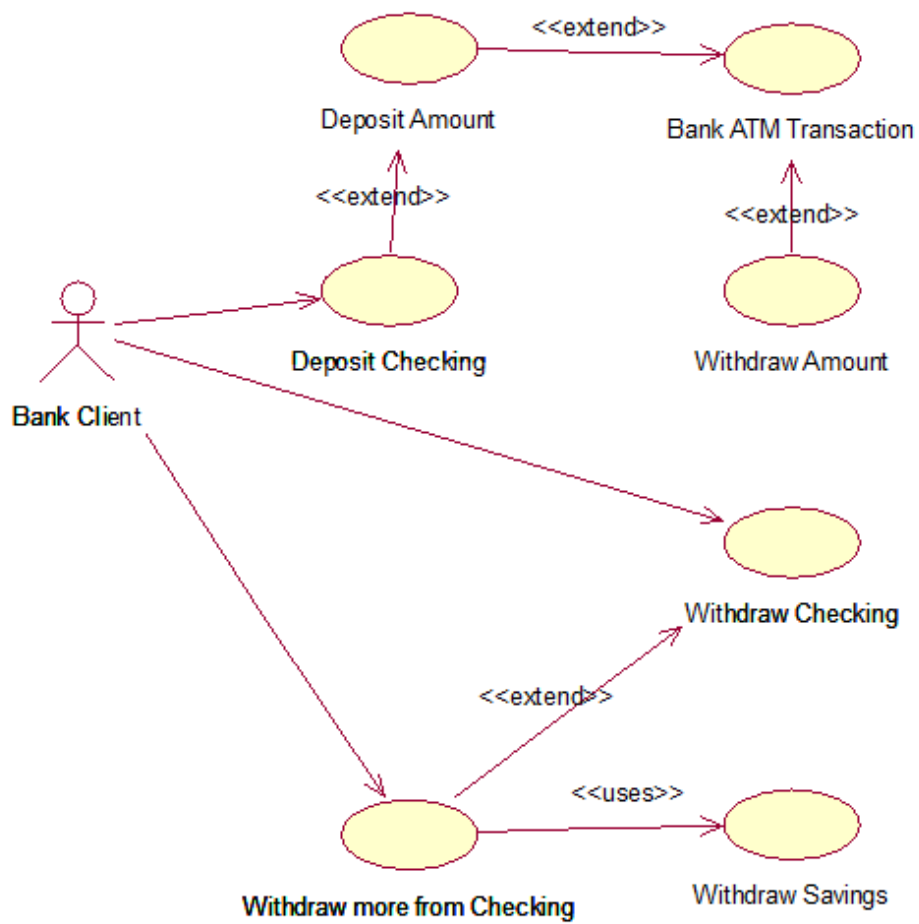 <<extend>>
Deposit Amount
Bank ATM Transaction
<<extend>>
<<extend>>
Deposit Checking
Withdraw Amount
Bank Client
Withdraw Checking
<<extend>>
<<uses>>
Withdraw more from Checking
Withdraw Savings